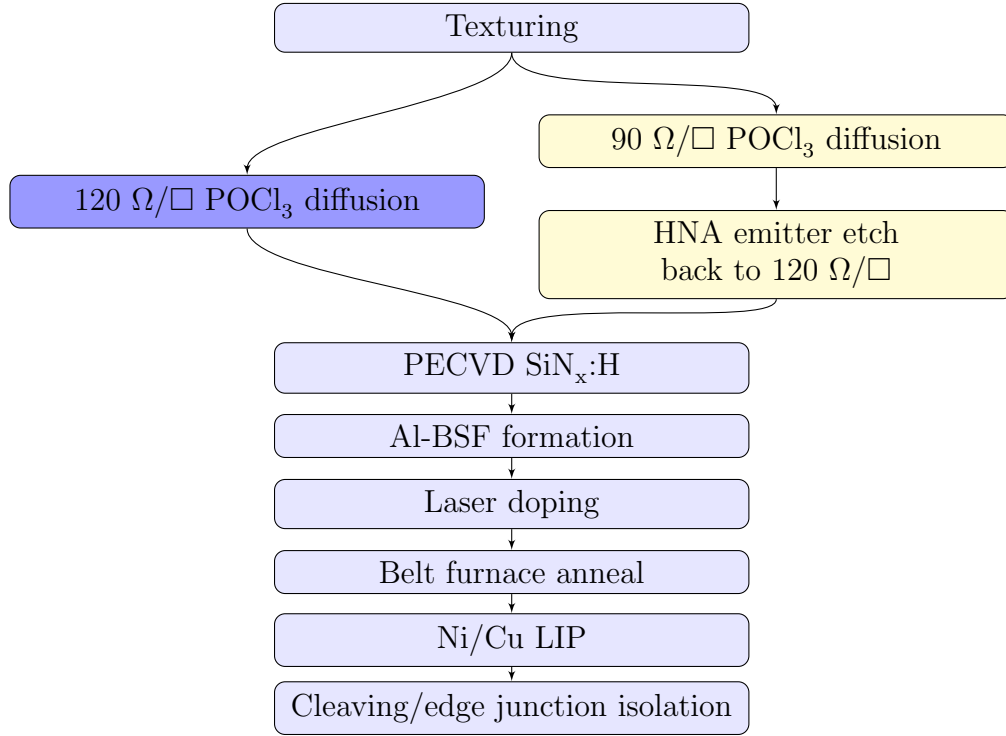 Texturing
90 Ω/□ POCl₃ diffusion
120 Ω/□ POCl₃ diffusion
HNA emitter etch
back to 120 Ω/□
PECVD SiNₓ:H
Al-BSF formation
Laser doping
Belt furnace anneal
Ni/Cu LIP
Cleaving/edge junction isolation